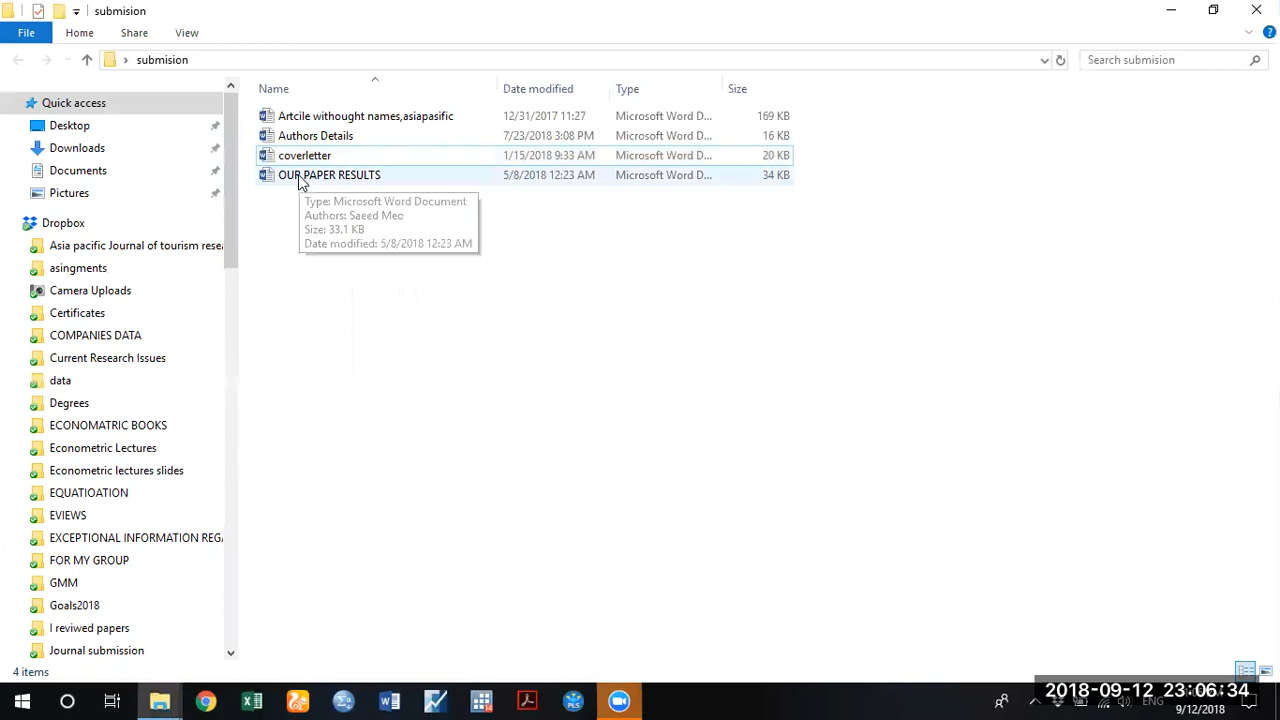 submision
File
Home
Share
View
submision
Search submision
Name
Date modified
Type
Size
Quick access
Desktop
Downloads
Documents
Pictures
Dropbox
Asia pacific Journal of tourism rese
asingments
Camera Uploads
Certificates
COMPANIES DATA
Current Research Issues
data
Degrees
ECONOMATRIC BOOKS
Econometric Lectures
Econometric lectures slides
EQUATIOATION
EVIEWS
EXCEPTIONAL INFORMATION REG
FOR MY GROUP
GMM
Goals2018
I reviwed papers
Journal submission
Artcile withought names,asiapasific 12/31/2017 11:27 Microsoft Word D... 169 KB
Authors Details 7/23/2018 3:08 PM Microsoft Word D... 16 KB
coverletter 1/15/2018 9:33 AM Microsoft Word D... 20 KB
OUR PAPER RESULTS 5/8/2018 12:23 AM Microsoft Word D... 34 KB
Type: Microsoft Word Document
Authors: Saeed Meo
Size: 33.1 KB
Date modified: 5/8/2018 12:23 AM
4 items
PLS
ENG
2018-09-12 23:06:34
9/12/2018